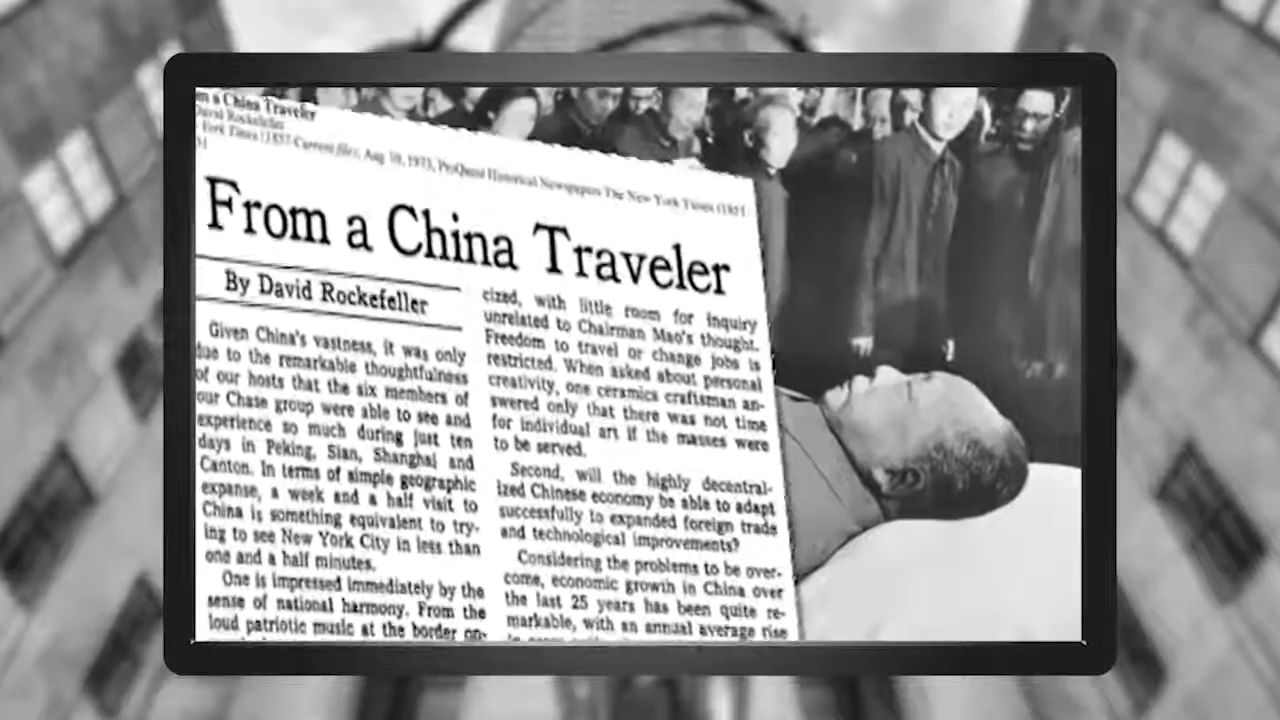 m a China Traveler
David Rockefeller
York Times (1857-Current file); Aug 10, 1973; ProQuest Historical Newspapers The New York Times (1851
51
From a China Traveler
By David Rockefeller
Given China's vastness, it was only
due to the remarkable thoughtfulness
of our hosts that the six members of
our Chase group were able to see and
experience so much during just ten
days in Peking, Sian, Shanghai and
Canton. In terms of simple geographic
expanse, a week and a half visit to
China is something equivalent to try-
ing to see New York City in less than
one and a half minutes.
One is impressed immediately by the
sense of national harmony. From the
loud patriotic music at the border on-
cized, with little room for inquiry
unrelated to Chairman Mao's thought.
Freedom to travel or change jobs is
restricted. When asked about personal
creativity, one ceramics craftsman an-
swered only that there was not time
for individual art if the masses were
to be served.
Second, will the highly decentral-
ized Chinese economy be able to adapt
successfully to expanded foreign trade
and technological improvements?
Considering the problems to be over-
come, economic growth in China over
the last 25 years has been quite re-
markable, with an annual average rise